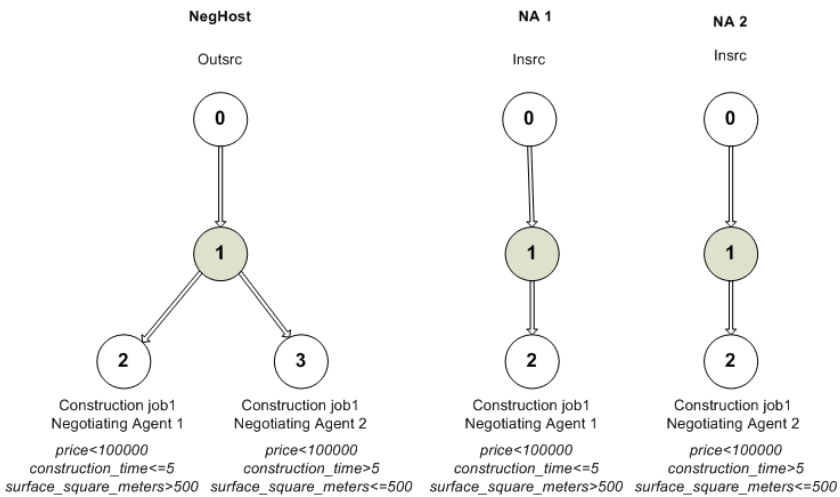 NegHost
NA 1
NA 2
Outsrc
Insrc
Insrc
0
0
0
1
1
1
2
3
2
2
Construction job1
Negotiating Agent 1
price<100000
construction_time<=5
surface_square_meters>500
Construction job1
Negotiating Agent 2
price<100000
construction_time>5
surface_square_meters<=500
Construction job1
Negotiating Agent 1
price<100000
construction_time<=5
surface_square_meters>500
Construction job1
Negotiating Agent 2
price<100000
construction_time>5
surface_square_meters<=500